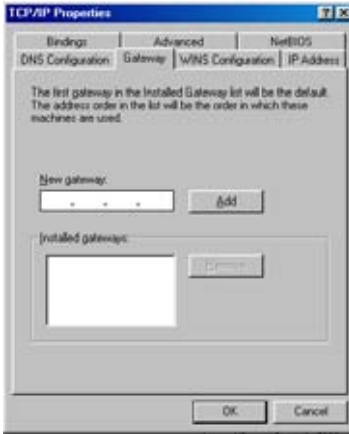 TCP/IP Properties
Bindings Advanced NetBIOS
DNS Configuration Gateway WINS Configuration IP Address
The first gateway in the Installed Gateway list will be the default.
The address order in the list will be the order in which these
machines are used.
New gateway:
Add
Installed gateways:
Remove
OK Cancel